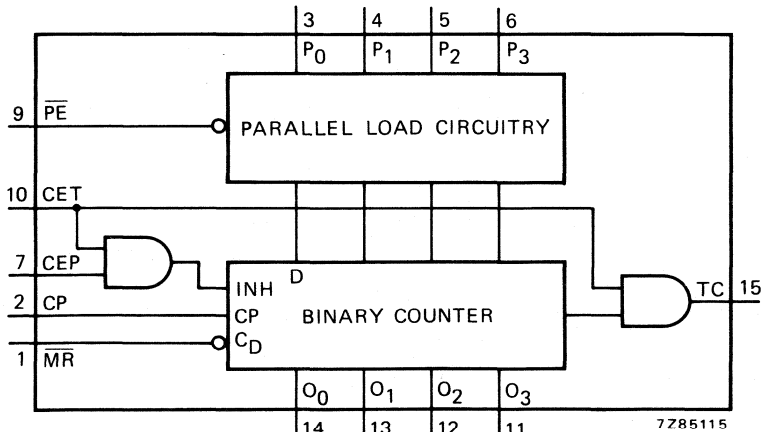 3 4 5 6
P0 P1 P2 P3
9 PE
PARALLEL LOAD CIRCUITRY
10 CET
7 CEP
D
INH
2 CP
CP
BINARY COUNTER
TC 15
1 MR
CD
O0 O1 O2 O3
14 13 12 11
7Z85115